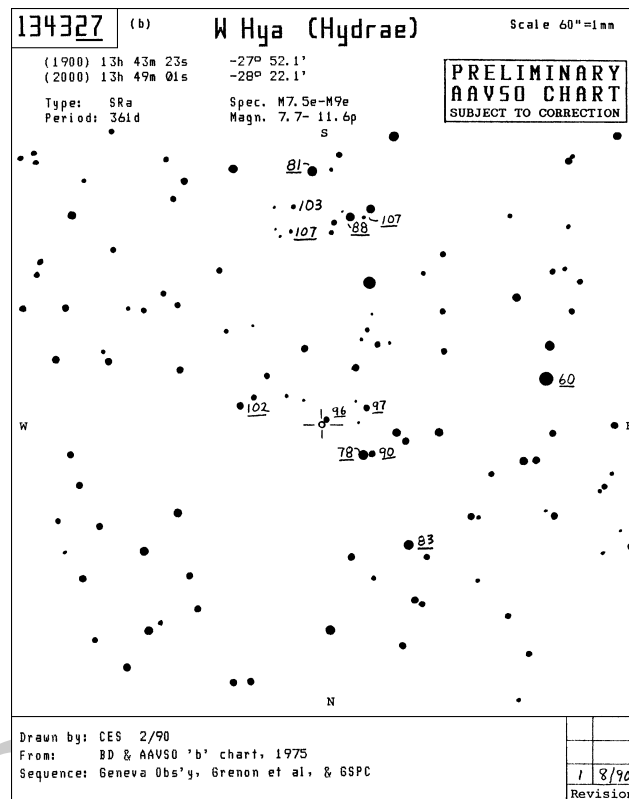 134327 (b) W Hya (Hydrae) Scale 60"=1mm
(1900) 13h 43m 23s -27° 52.1'
(2000) 13h 49m 01s -28° 22.1'
PRELIMINARY
AAVSO CHART
SUBJECT TO CORRECTION
Type: SRa Spec. M7.5e-M9e
Period: 361d Magn. 7.7- 11.6p
S
81
103
107 88 107
60
102 96 97
W
78 90
83
N
Drawn by: CES 2/90
From: BD & AAVSO 'b' chart, 1975
Sequence: Geneva Obs'y, Grenon et al, & GSPC
1 8/90
Revision